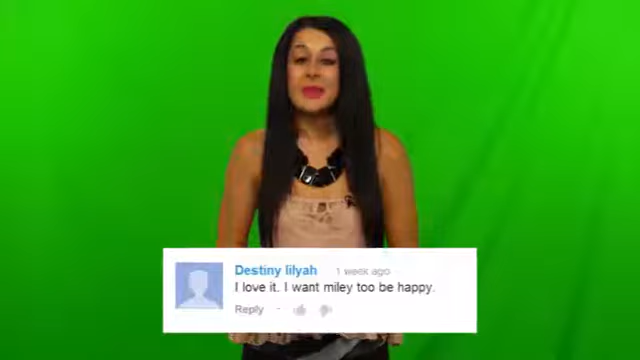 Destiny lilyah 1 week ago
I love it. I want miley too be happy.
Reply